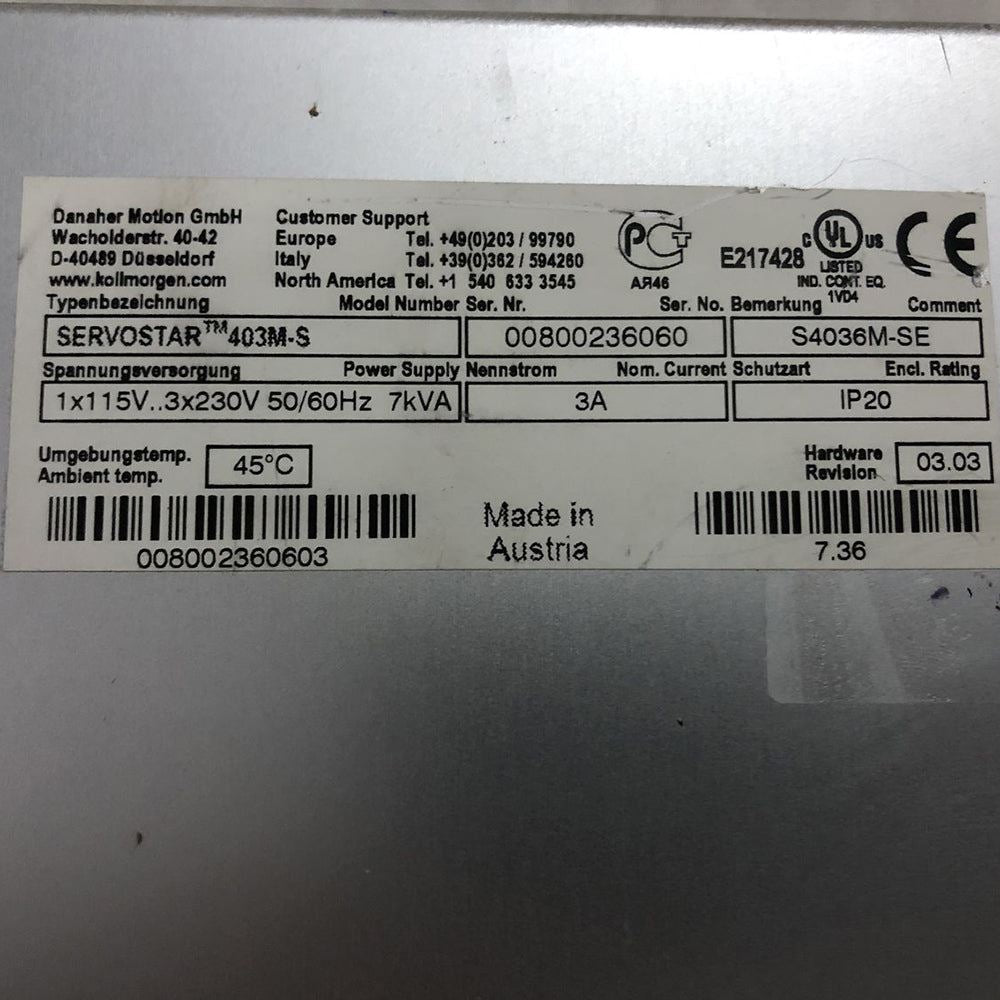 Danaher Motion GmbH Customer Support
Wacholderstr. 40-42 Europe Tel. +49(0)203 / 99790
D-40489 Düsseldorf Italy Tel. +39(0)362 / 594260
www.kollmorgen.com North America Tel. +1 540 633 3545
PCT
AR46
E217428
C UL US
LISTED
IND. CONT. EQ.
1VD4
CE
Typenbezeichnung Model Number Ser. Nr. Ser. No. Bemerkung Comment
SERVOSTAR™403M-S 00800236060 S4036M-SE
Spannungsversorgung Power Supply Nennstrom Nom. Current Schutzart Encl. Rating
1x115V..3x230V 50/60Hz 7kVA 3A IP20
Umgebungstemp. Hardware
Ambient temp. 45°C Revision 03.03
Made in
Austria
008002360603 7.36